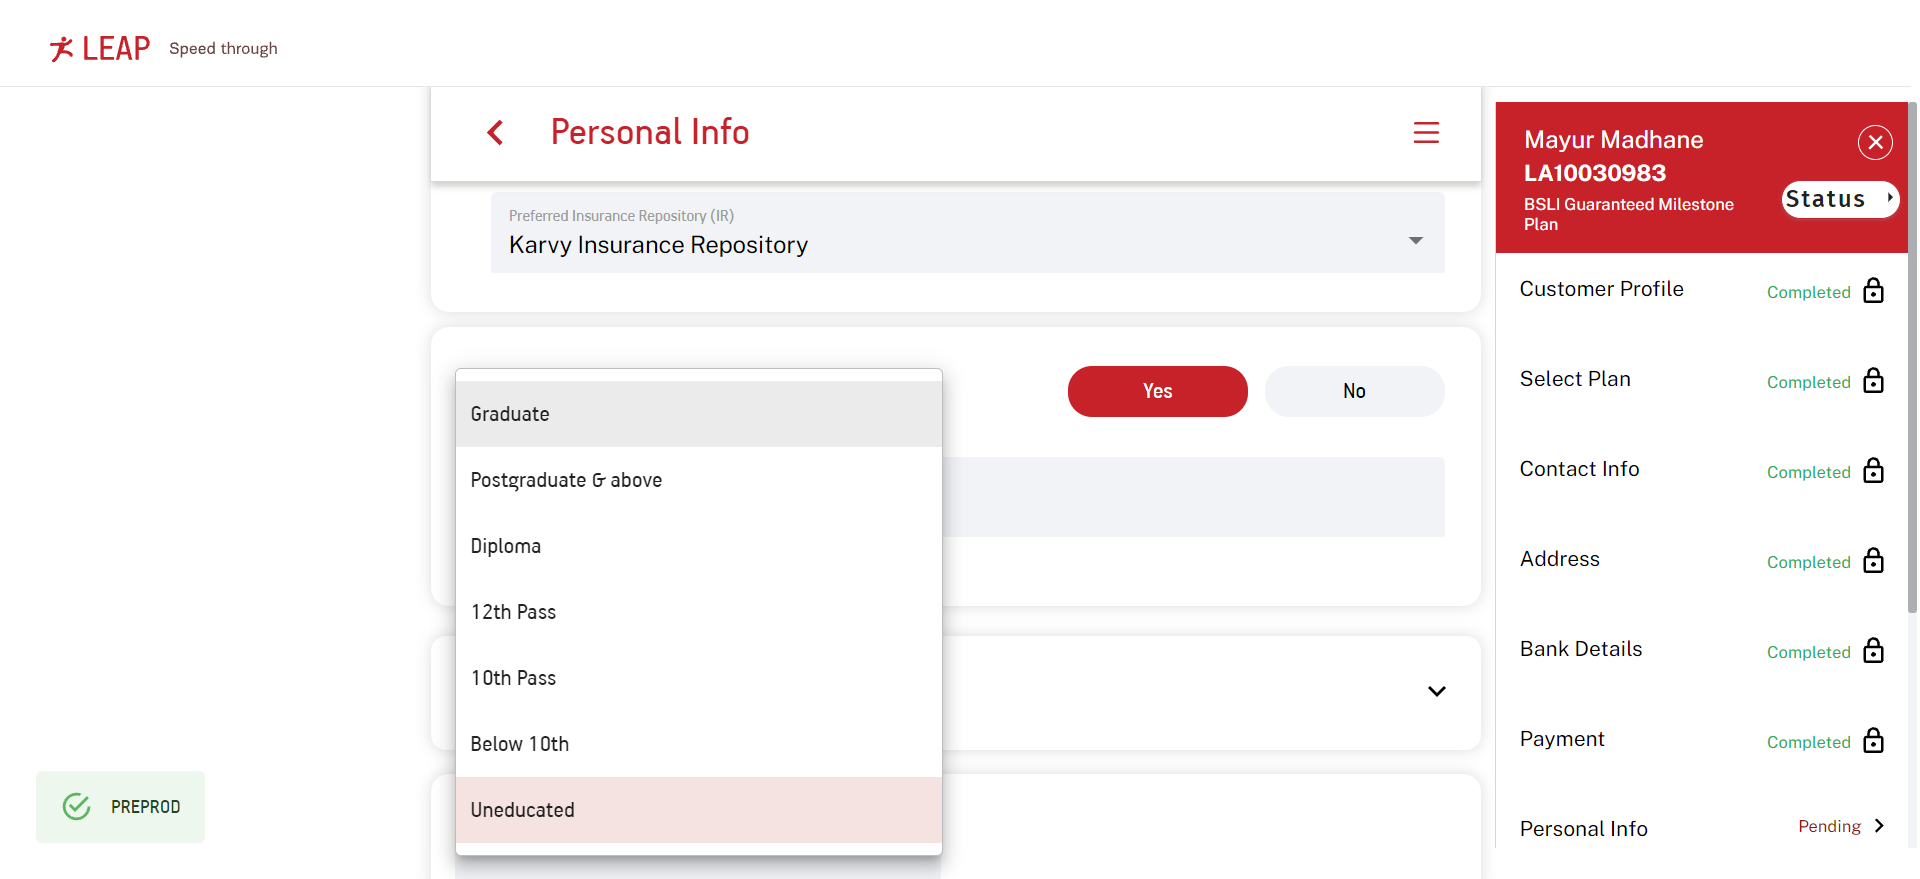 LEAP Speed through
Personal Info
Preferred Insurance Repository (IR)
Karvy Insurance Repository
Yes
No
Graduate
Postgraduate & above
Diploma
12th Pass
10th Pass
Below 10th
Uneducated
PREPROD
Mayur Madhane
LA10030983
BSLI Guaranteed Milestone
Plan
Status
Customer Profile Completed
Select Plan Completed
Contact Info Completed
Address Completed
Bank Details Completed
Payment Completed
Personal Info Pending